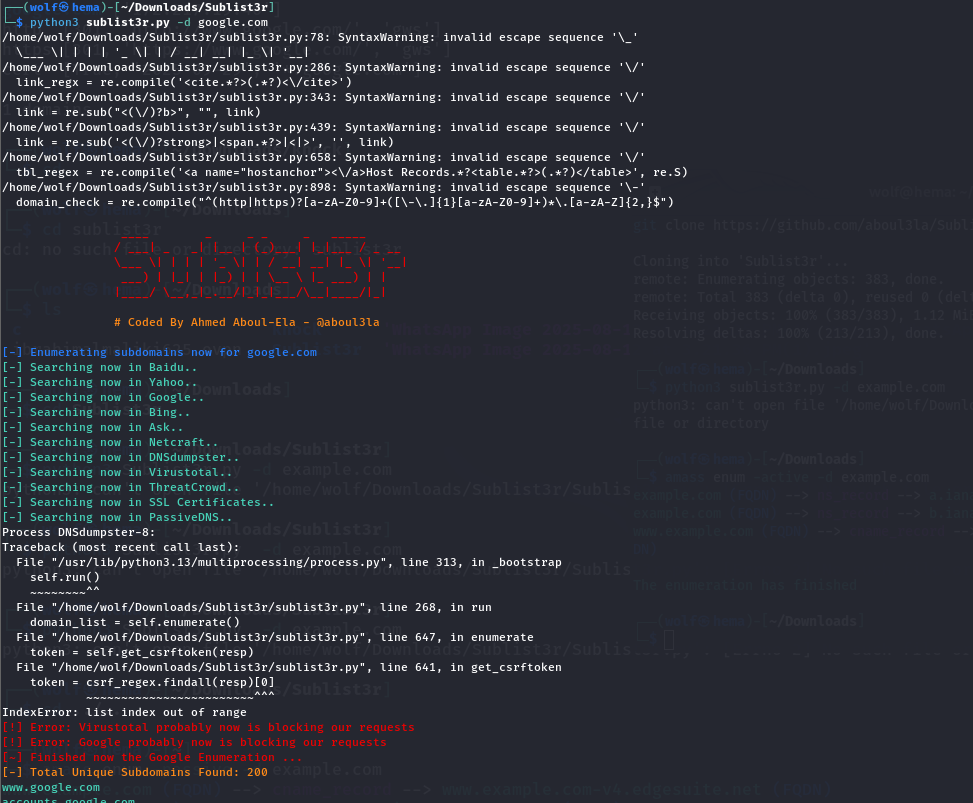 ┌──(wolf㉿hema)-[~/Downloads/Sublist3r]
└─$ python3 sublist3r.py -d google.com
/home/wolf/Downloads/Sublist3r/sublist3r.py:78: SyntaxWarning: invalid escape sequence '\_'
  \___ \| | | | '_ \| | / __| __| |_ \| '__|
/home/wolf/Downloads/Sublist3r/sublist3r.py:286: SyntaxWarning: invalid escape sequence '\/'
  link_regx = re.compile('<cite.*?>(.*?)<\/cite>')
/home/wolf/Downloads/Sublist3r/sublist3r.py:343: SyntaxWarning: invalid escape sequence '\/'
  link = re.sub("<(\/)?b>", "", link)
/home/wolf/Downloads/Sublist3r/sublist3r.py:439: SyntaxWarning: invalid escape sequence '\/'
  link = re.sub('<(\/)?strong>|<span.*?>|<|>', '', link)
/home/wolf/Downloads/Sublist3r/sublist3r.py:658: SyntaxWarning: invalid escape sequence '\/'
  tbl_regex = re.compile('<a name="hostanchor"><\/a>Host Records.*?<table.*?>(.*?)</table>', re.S)
/home/wolf/Downloads/Sublist3r/sublist3r.py:898: SyntaxWarning: invalid escape sequence '\-'
  domain_check = re.compile("^(http|https)?[a-zA-Z0-9]+([\-\.]{1}[a-zA-Z0-9]+)*\.[a-zA-Z]{2,}$")
# Coded By Ahmed Aboul-Ela - @aboul3la
[-] Enumerating subdomains now for google.com
[-] Searching now in Baidu..
[-] Searching now in Yahoo..
[-] Searching now in Google..
[-] Searching now in Bing..
[-] Searching now in Ask..
[-] Searching now in Netcraft..
[-] Searching now in DNSdumpster..
[-] Searching now in Virustotal..
[-] Searching now in ThreatCrowd..
[-] Searching now in SSL Certificates..
[-] Searching now in PassiveDNS..
Process DNSdumpster-8:
Traceback (most recent call last):
  File "/usr/lib/python3.13/multiprocessing/process.py", line 313, in _bootstrap
    self.run()
    ~~~~~~~~^^
  File "/home/wolf/Downloads/Sublist3r/sublist3r.py", line 268, in run
    domain_list = self.enumerate()
  File "/home/wolf/Downloads/Sublist3r/sublist3r.py", line 647, in enumerate
    token = self.get_csrftoken(resp)
  File "/home/wolf/Downloads/Sublist3r/sublist3r.py", line 641, in get_csrftoken
    token = csrf_regex.findall(resp)[0]
            ~~~~~~~~~~~~~~~~~~~~~~~~^^^
IndexError: list index out of range
[!] Error: Virustotal probably now is blocking our requests
[!] Error: Google probably now is blocking our requests
[~] Finished now the Google Enumeration ...
[-] Total Unique Subdomains Found: 200
www.google.com
accounts.google.com